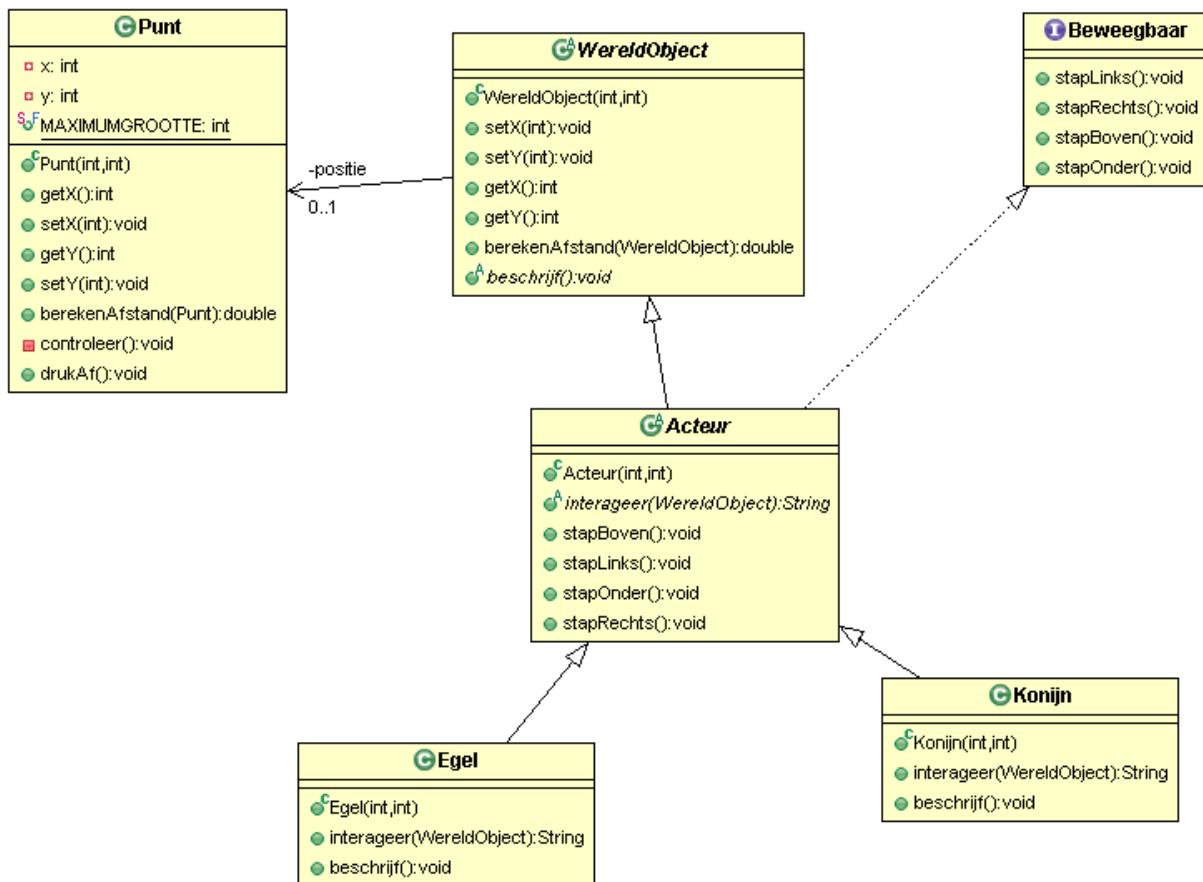 Punt
x: int
y: int
MAXIMUMGROOTTE: int
Punt(int,int)
getX():int
setX(int):void
getY():int
setY(int):void
berekenAfstand(Punt):double
controleer():void
drukAf():void
-positie
0..1
WereldObject
WereldObject(int,int)
setX(int):void
setY(int):void
getX():int
getY():int
berekenAfstand(WereldObject):double
beschrijf():void
Beweegbaar
stapLinks():void
stapRechts():void
stapBoven():void
stapOnder():void
Acteur
Acteur(int,int)
interageer(WereldObject):String
stapBoven():void
stapLinks():void
stapOnder():void
stapRechts():void
Egel
Egel(int,int)
interageer(WereldObject):String
beschrijf():void
Konijn
Konijn(int,int)
interageer(WereldObject):String
beschrijf():void